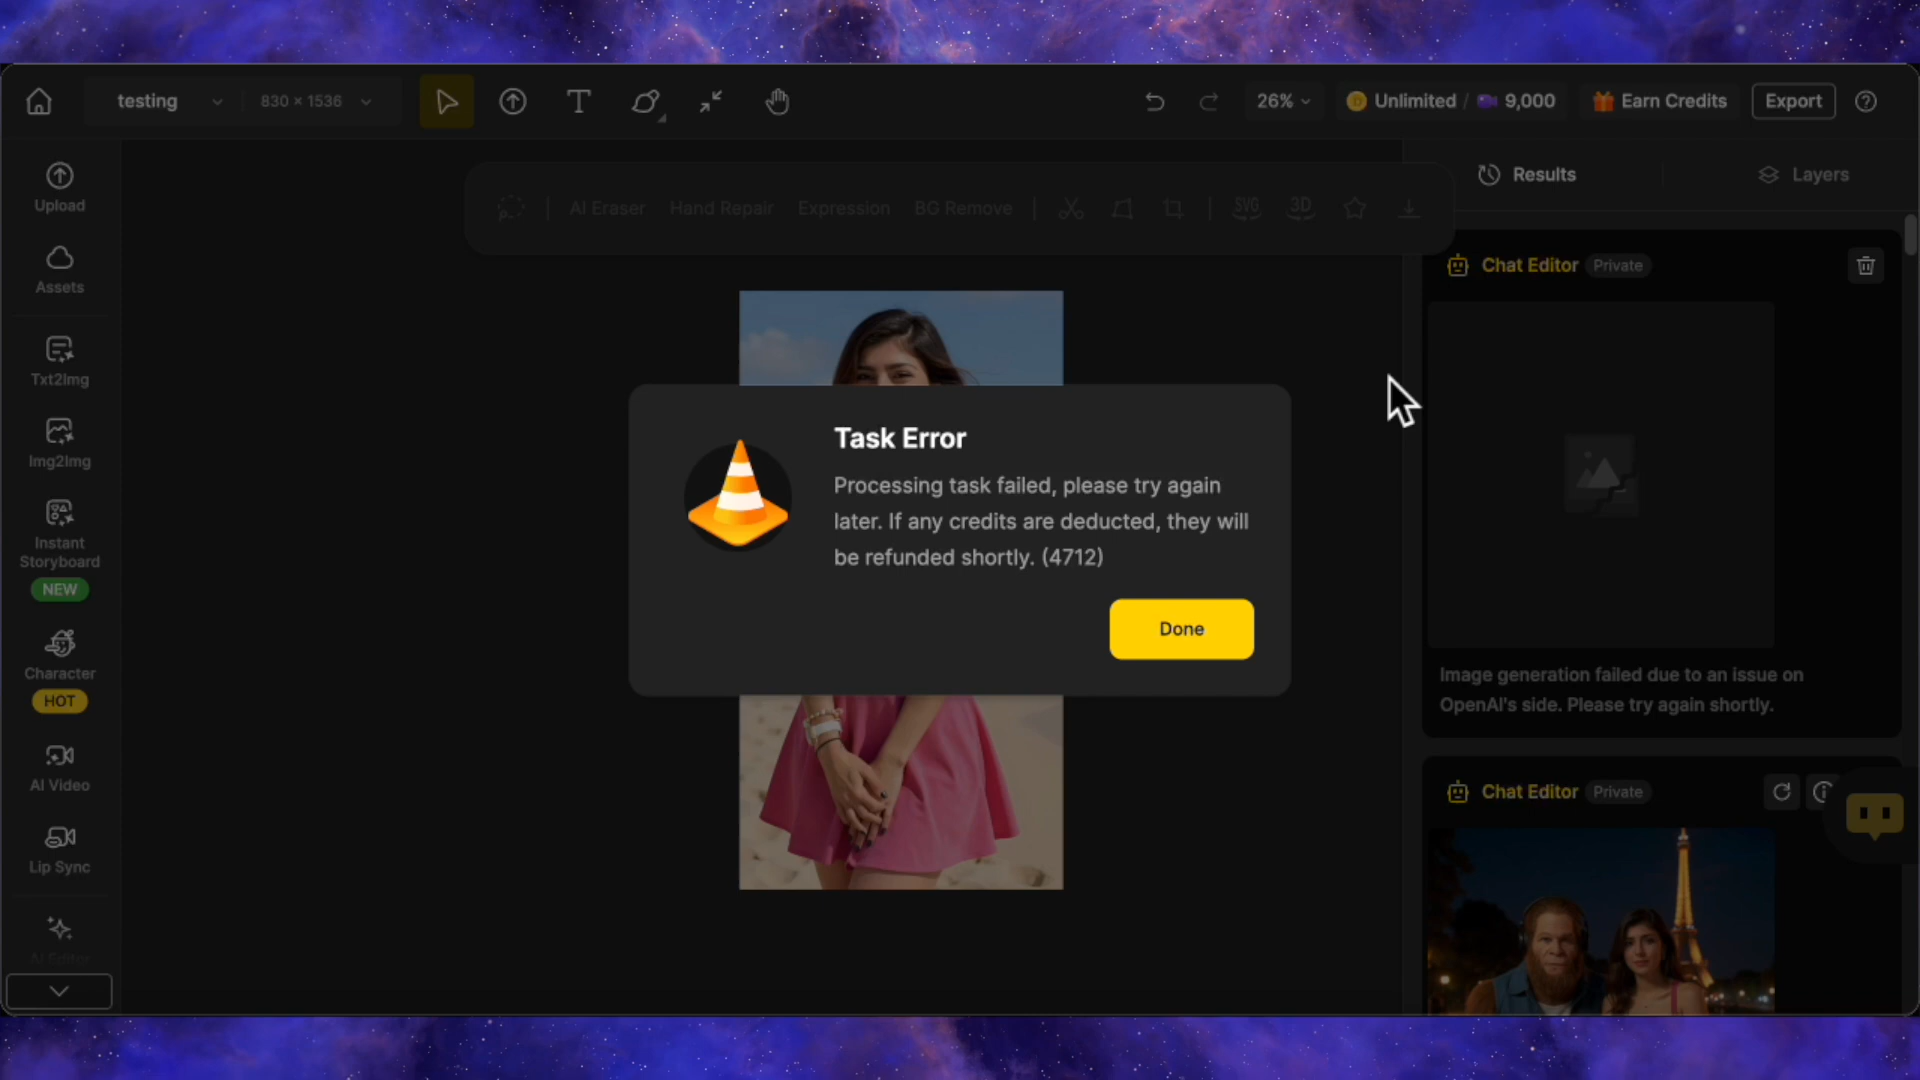 testing
830 × 1536
26%
Unlimited / 9,000
Earn Credits
Export
Upload
Assets
Txt2Img
Img2Img
Instant
Storyboard
NEW
Character
HOT
AI Video
Lip Sync
AI Editor
AI Eraser
Hand Repair
Expression
BG Remove
SVG
3D
Results
Layers
Chat Editor
Private
Image generation failed due to an issue on
OpenAI's side. Please try again shortly.
Chat Editor
Private
Task Error
Processing task failed, please try again
later. If any credits are deducted, they will
be refunded shortly. (4712)
Done